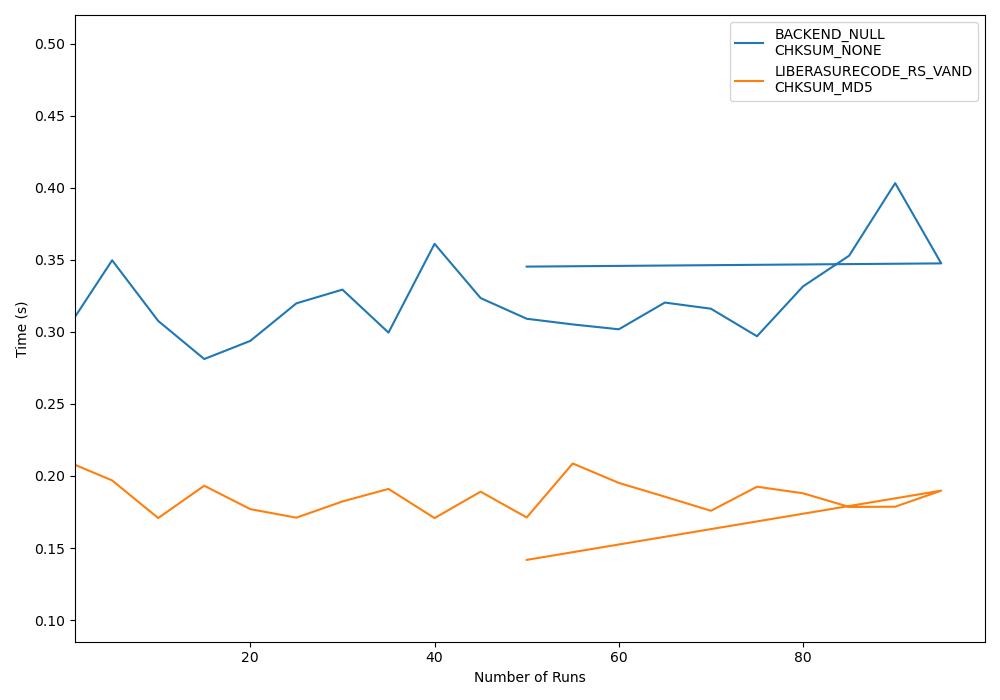 BACKEND_NULL
CHKSUM_NONE
LIBERASURECODE_RS_VAND
CHKSUM_MD5
0.50
0.45
0.40
0.35
0.30
0.25
0.20
0.15
0.10
Time (s)
20 40 60 80
Number of Runs